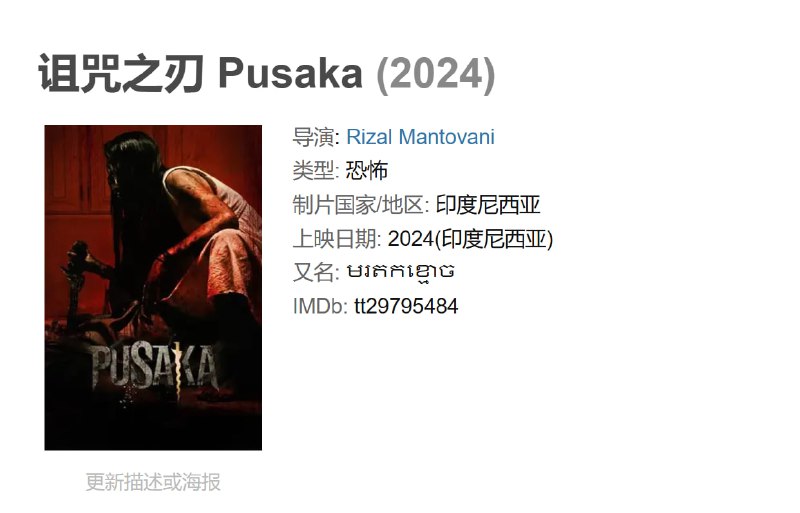 诅咒之刃 Pusaka (2024)
导演: Rizal Mantovani
类型: 恐怖
制片国家/地区: 印度尼西亚
上映日期: 2024(印度尼西亚)
又名: មរតកខ្មោច
IMDb: tt29795484
PUSAKA
更新描述或海报